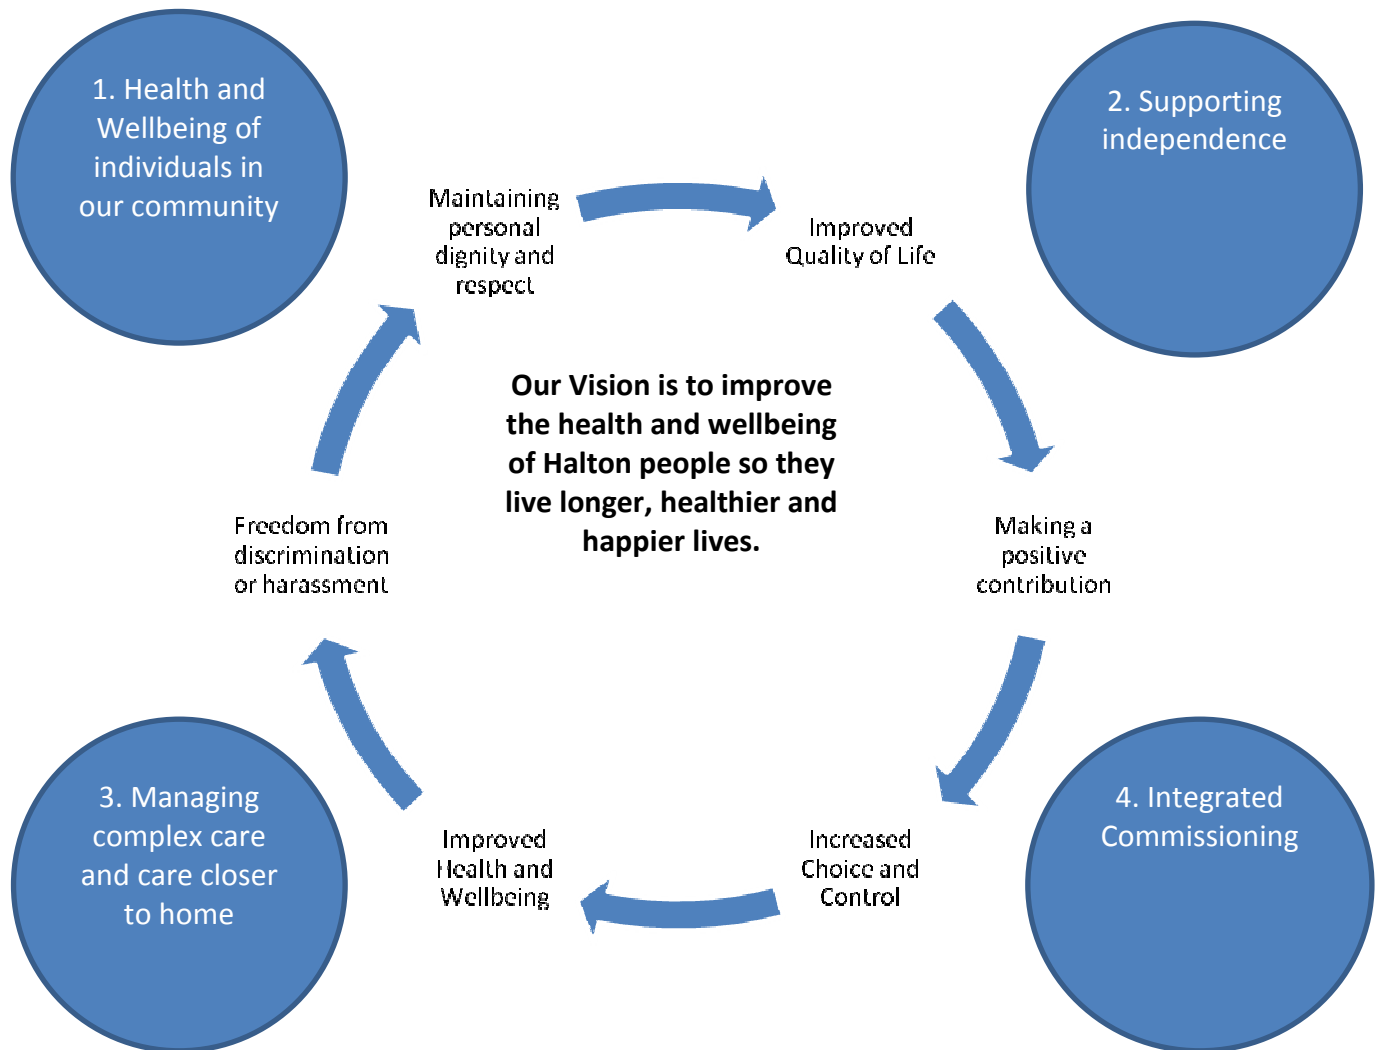 1. Health and
Wellbeing of
individuals in
our community
2. Supporting
independence
Maintaining
personal
dignity and
respect
Improved
Quality of Life
Our Vision is to improve
the health and wellbeing
of Halton people so they
live longer, healthier and
happier lives.
Freedom from
discrimination
or harassment
Making a
positive
contribution
3. Managing
complex care
and care closer
to home
Improved
Health and
Wellbeing
Increased
Choice and
Control
4. Integrated
Commissioning